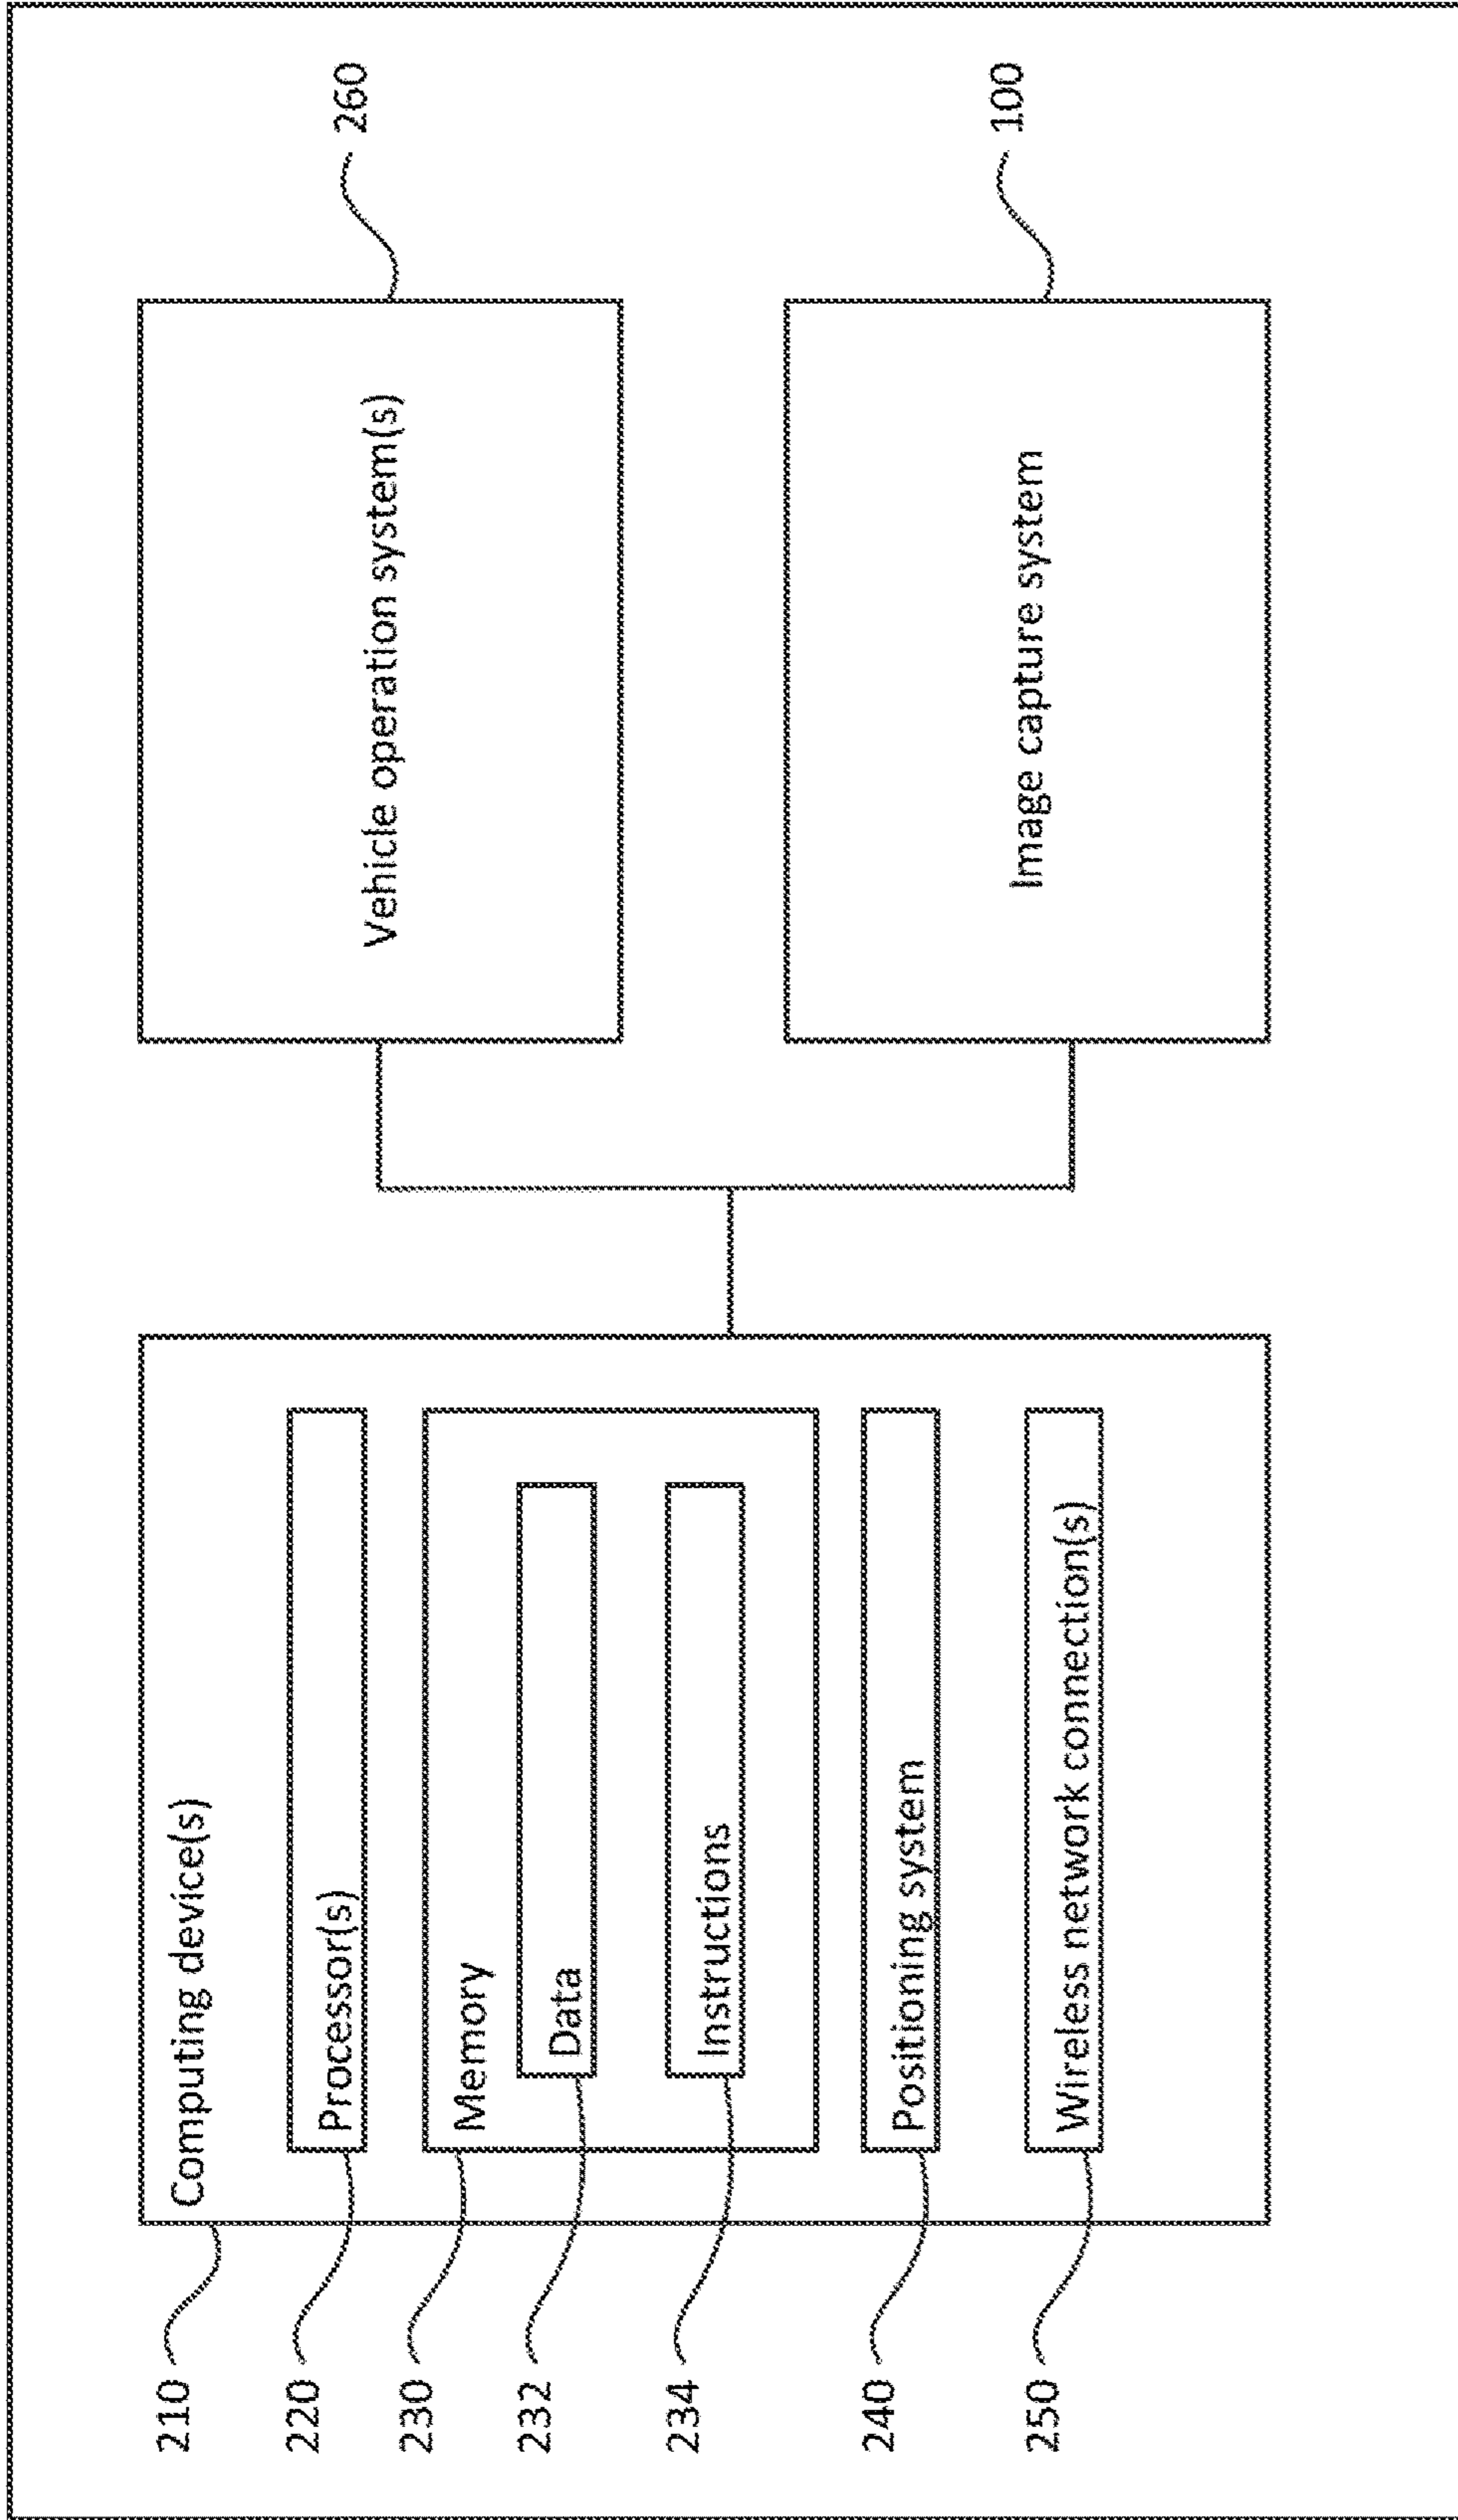 210
Computing device(s)
220
Processor(s)
230
Memory
232
Data
234
Instructions
240
Positioning system
250
Wireless network connection(s)
Vehicle operation system(s)
260
Image capture system
100